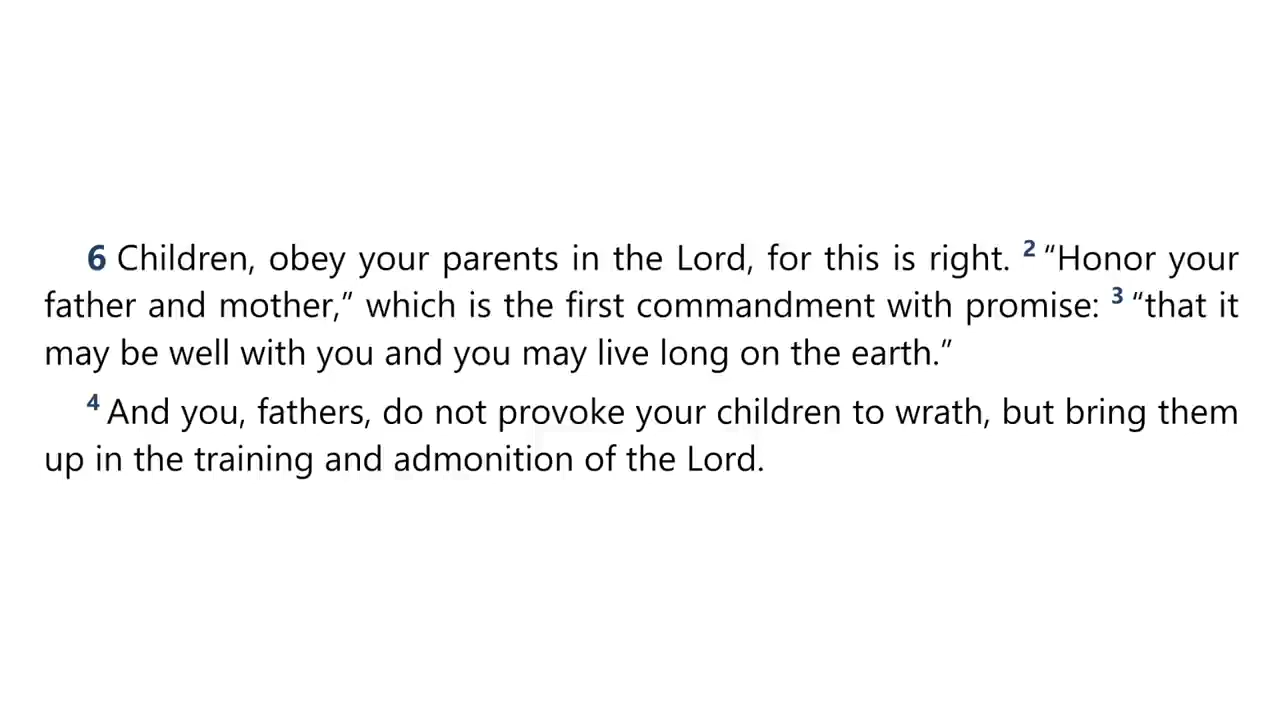 6 Children, obey your parents in the Lord, for this is right. 2 “Honor your
father and mother,” which is the first commandment with promise: 3 “that it
may be well with you and you may live long on the earth.”
4 And you, fathers, do not provoke your children to wrath, but bring them
up in the training and admonition of the Lord.